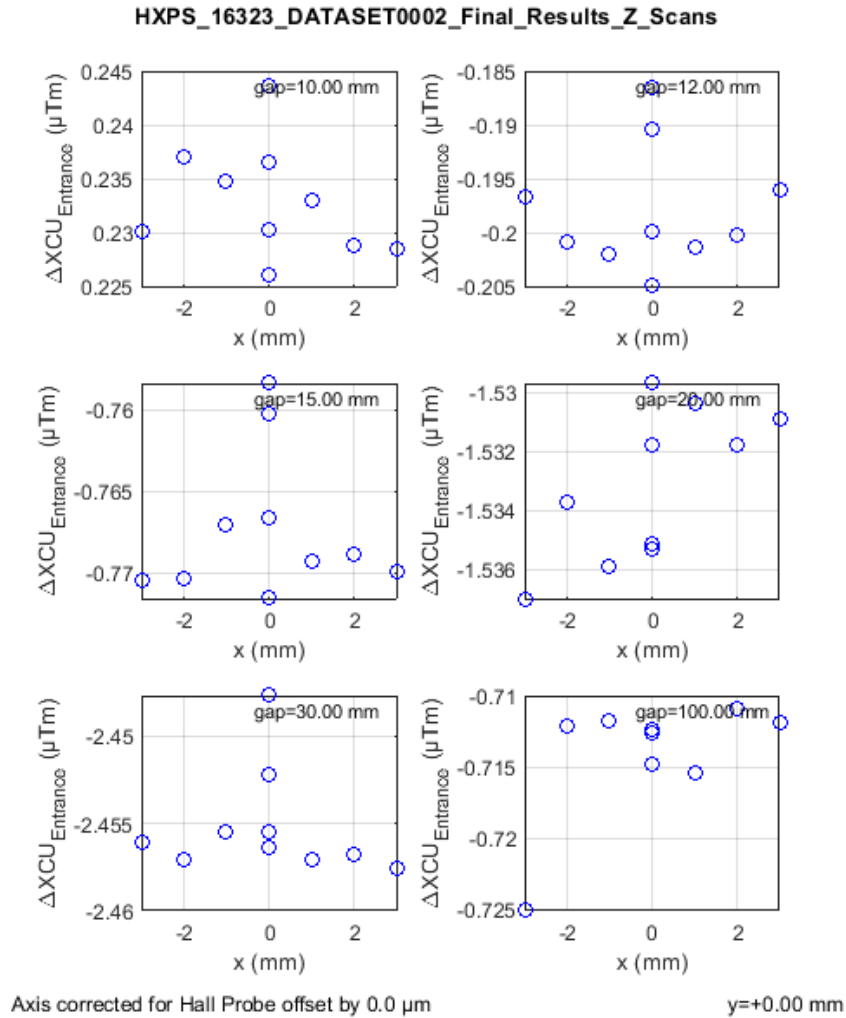 HXPS_16323_DATASET0002_Final_Results_Z_Scans
gap=10.00 mm
ΔXCU_Entrance (μTm)
0.245
0.24
0.235
0.23
0.225
-2 0 2
x (mm)
gap=12.00 mm
ΔXCU_Entrance (μTm)
-0.185
-0.19
-0.195
-0.2
-0.205
-2 0 2
x (mm)
gap=15.00 mm
ΔXCU_Entrance (μTm)
-0.76
-0.765
-0.77
-2 0 2
x (mm)
gap=20.00 mm
ΔXCU_Entrance (μTm)
-1.53
-1.532
-1.534
-1.536
-2 0 2
x (mm)
gap=30.00 mm
ΔXCU_Entrance (μTm)
-2.45
-2.455
-2.46
-2 0 2
x (mm)
gap=100.00 mm
ΔXCU_Entrance (μTm)
-0.71
-0.715
-0.72
-0.725
-2 0 2
x (mm)
Axis corrected for Hall Probe offset by 0.0 μm
y=+0.00 mm